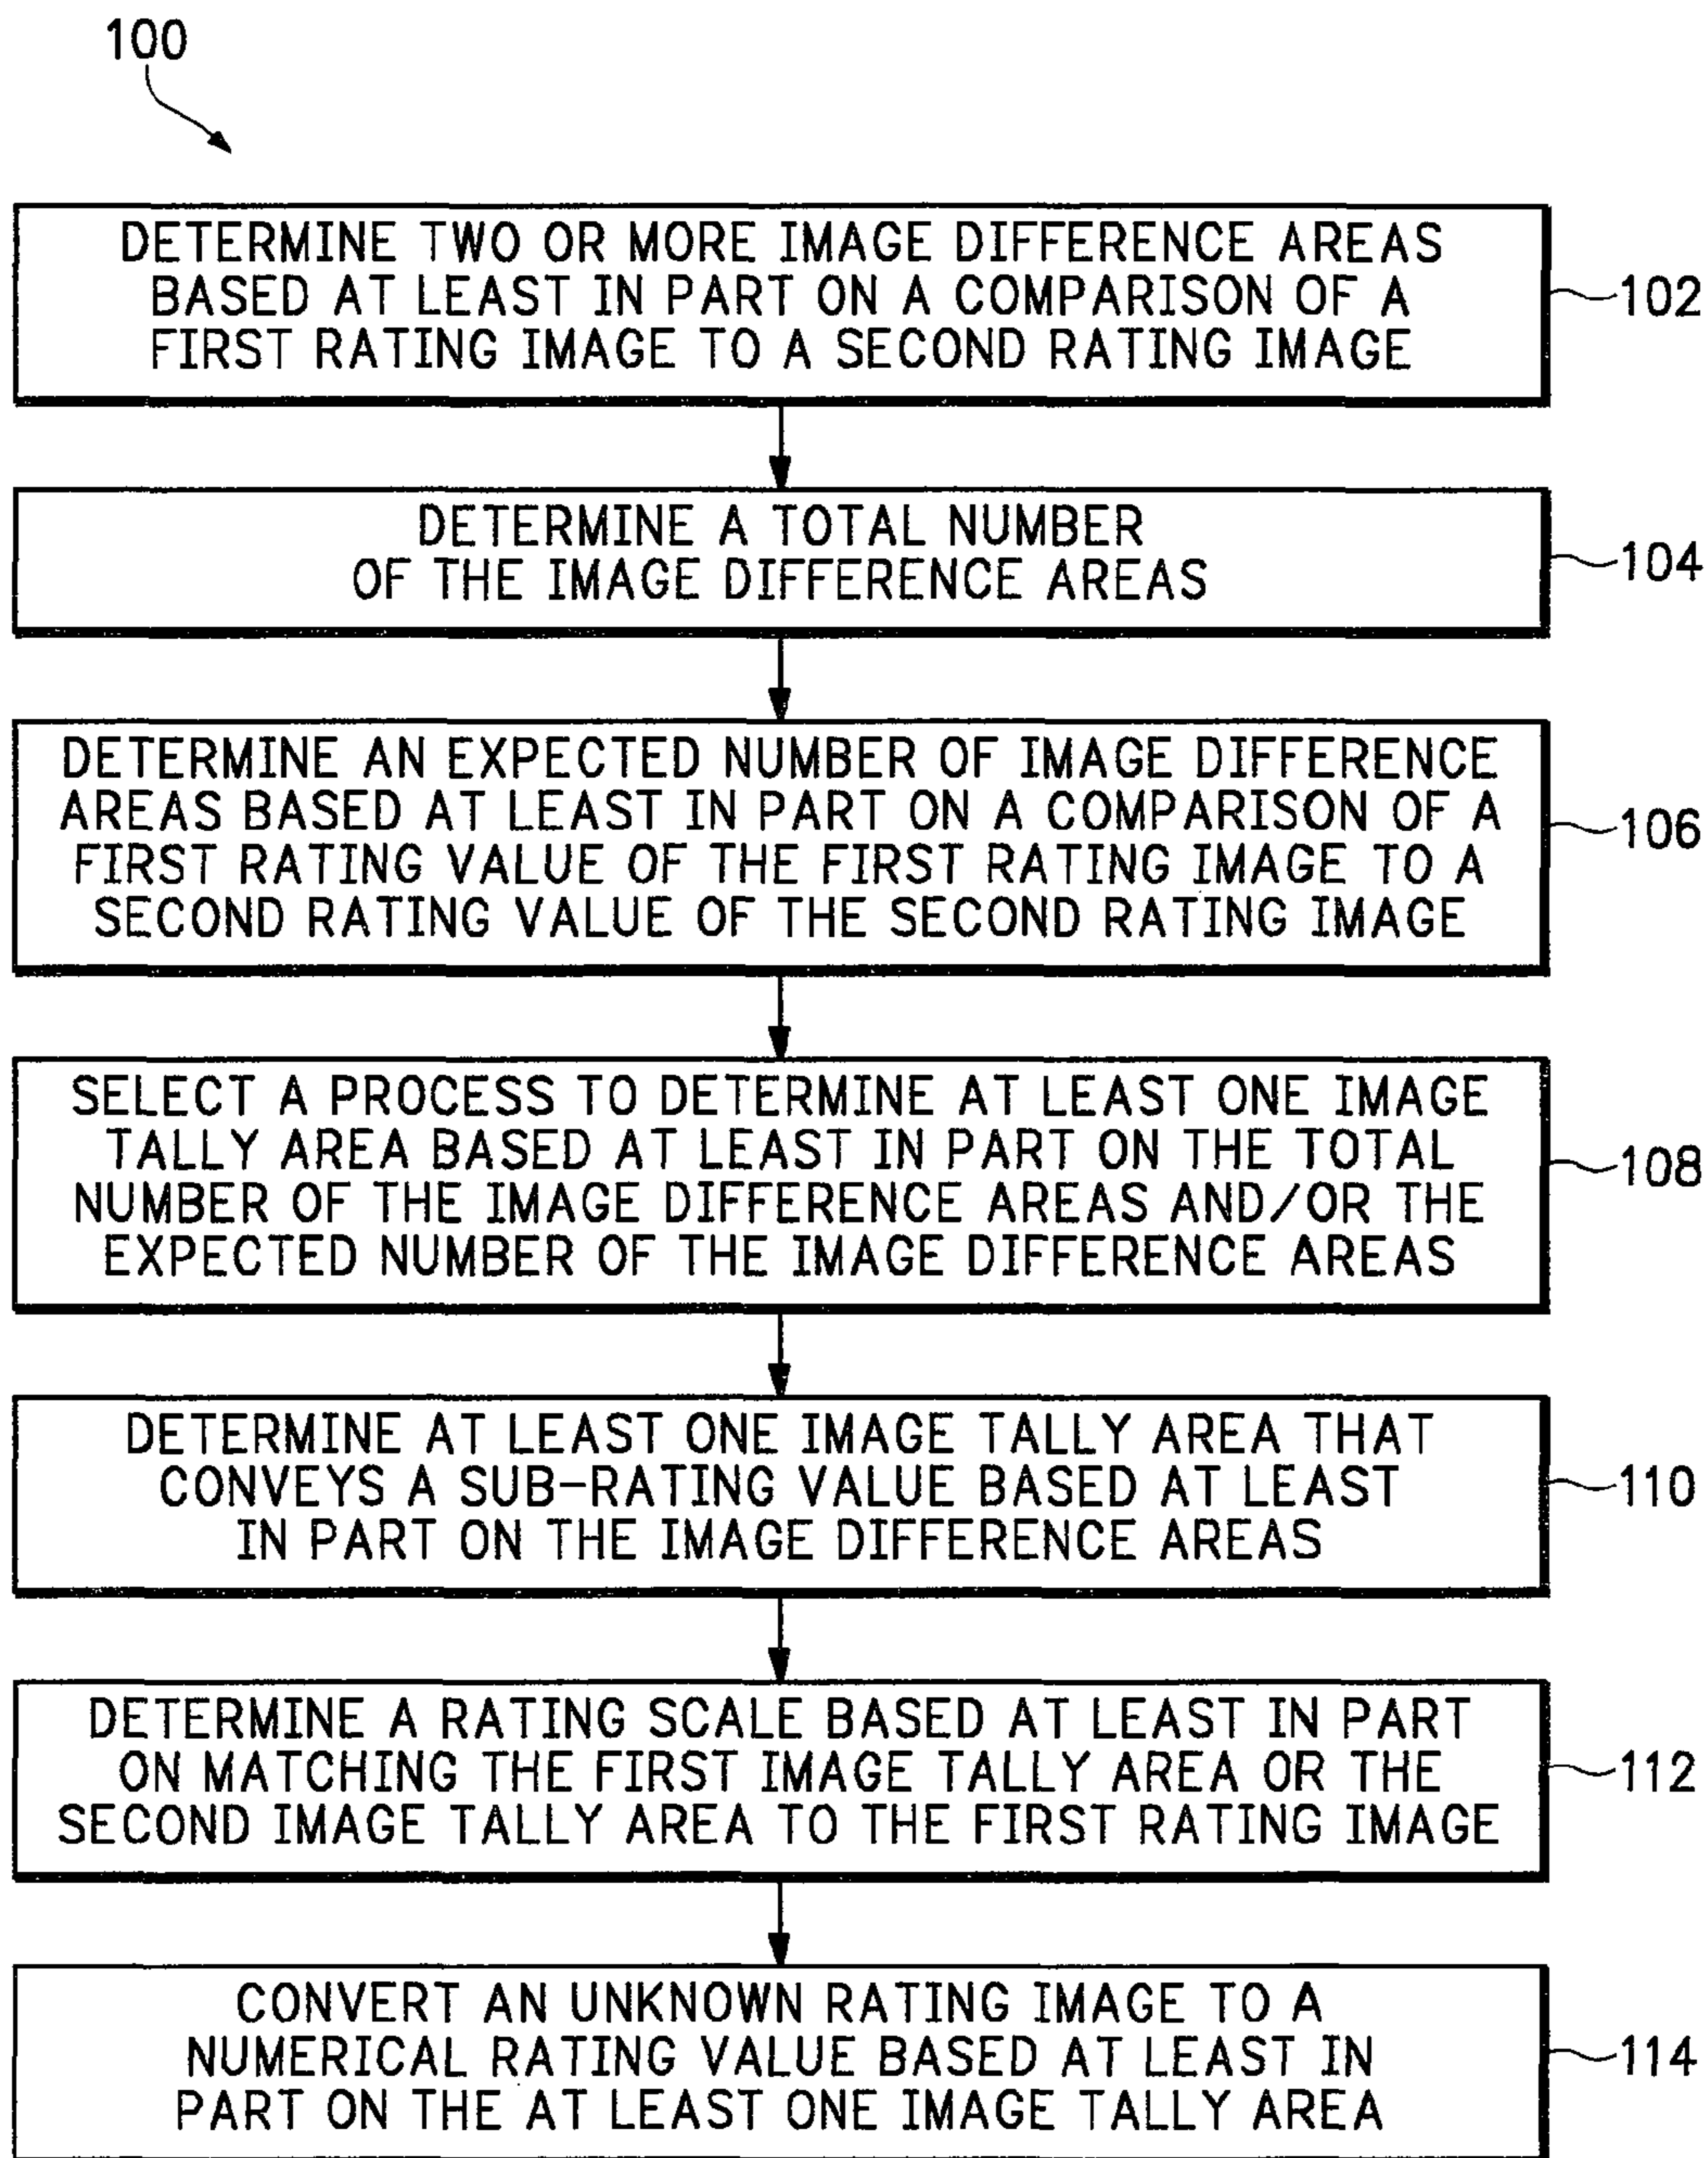 100
DETERMINE TWO OR MORE IMAGE DIFFERENCE AREAS
BASED AT LEAST IN PART ON A COMPARISON OF A
FIRST RATING IMAGE TO A SECOND RATING IMAGE
102
DETERMINE A TOTAL NUMBER
OF THE IMAGE DIFFERENCE AREAS
104
DETERMINE AN EXPECTED NUMBER OF IMAGE DIFFERENCE
AREAS BASED AT LEAST IN PART ON A COMPARISON OF A
FIRST RATING VALUE OF THE FIRST RATING IMAGE TO A
SECOND RATING VALUE OF THE SECOND RATING IMAGE
106
SELECT A PROCESS TO DETERMINE AT LEAST ONE IMAGE
TALLY AREA BASED AT LEAST IN PART ON THE TOTAL
NUMBER OF THE IMAGE DIFFERENCE AREAS AND/OR THE
EXPECTED NUMBER OF THE IMAGE DIFFERENCE AREAS
108
DETERMINE AT LEAST ONE IMAGE TALLY AREA THAT
CONVEYS A SUB-RATING VALUE BASED AT LEAST
IN PART ON THE IMAGE DIFFERENCE AREAS
110
DETERMINE A RATING SCALE BASED AT LEAST IN PART
ON MATCHING THE FIRST IMAGE TALLY AREA OR THE
SECOND IMAGE TALLY AREA TO THE FIRST RATING IMAGE
112
CONVERT AN UNKNOWN RATING IMAGE TO A
NUMERICAL RATING VALUE BASED AT LEAST IN
PART ON THE AT LEAST ONE IMAGE TALLY AREA
114